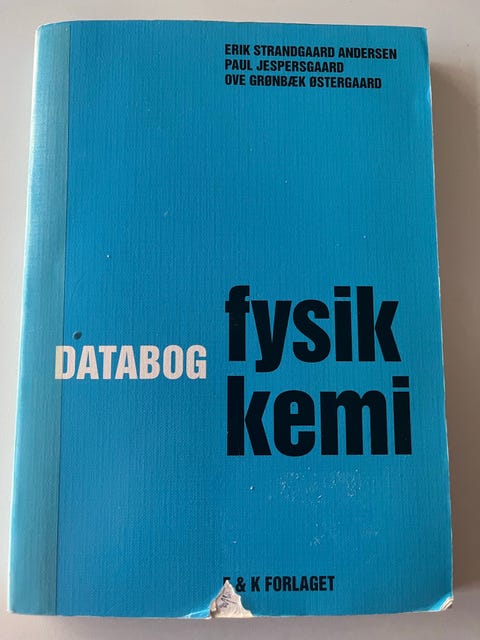 ERIK STRANDGAARD ANDERSEN
PAUL JESPERSGAARD
OVE GRØNBÆK ØSTERGAARD
DATABOG
fysik
kemi
& K FORLAGET